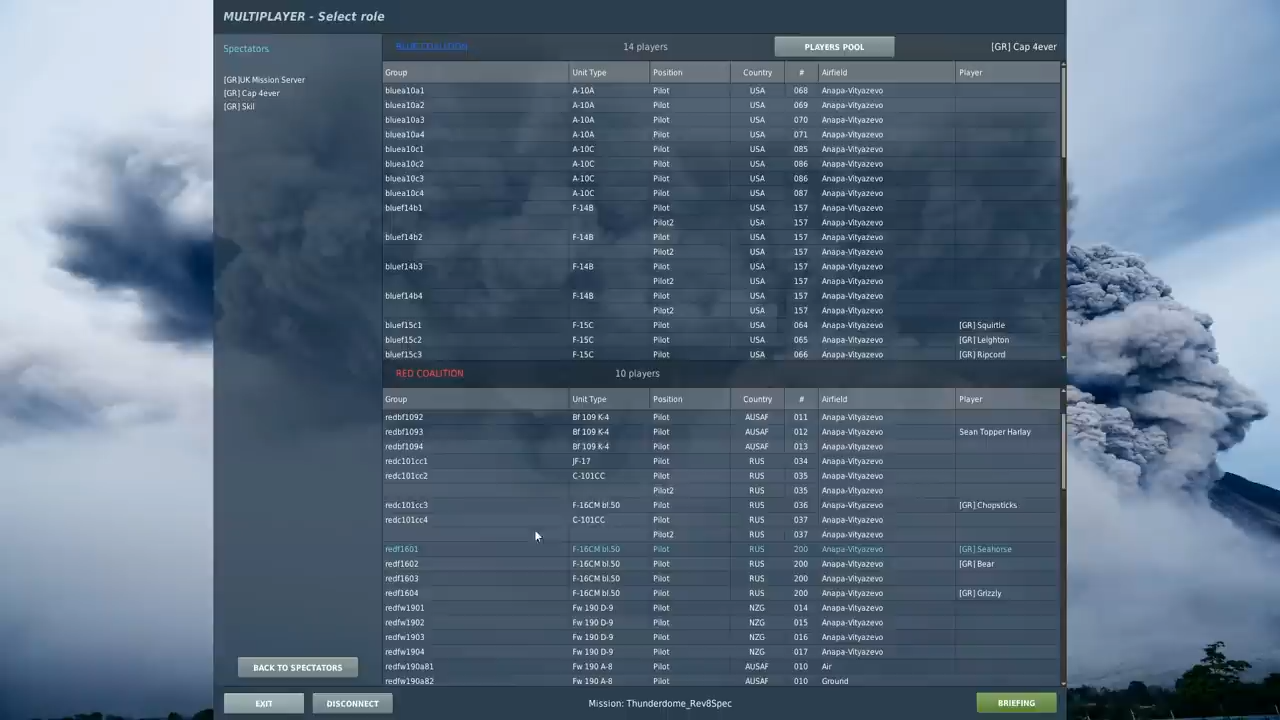 MULTIPLAYER - Select role
Spectators
[GR]UK Mission Server
[GR] Cap 4ever
[GR] Skil
BLUE COALITION 14 players PLAYERS POOL [GR] Cap 4ever
Group Unit Type Position Country # Airfield Player
bluea10a1 A-10A Pilot USA 068 Anapa-Vityazevo
bluea10a2 A-10A Pilot USA 069 Anapa-Vityazevo
bluea10a3 A-10A Pilot USA 070 Anapa-Vityazevo
bluea10a4 A-10A Pilot USA 071 Anapa-Vityazevo
bluea10c1 A-10C Pilot USA 085 Anapa-Vityazevo
bluea10c2 A-10C Pilot USA 086 Anapa-Vityazevo
bluea10c3 A-10C Pilot USA 086 Anapa-Vityazevo
bluea10c4 A-10C Pilot USA 087 Anapa-Vityazevo
bluef14b1 F-14B Pilot USA 157 Anapa-Vityazevo
Pilot2 USA 157 Anapa-Vityazevo
bluef14b2 F-14B Pilot USA 157 Anapa-Vityazevo
Pilot2 USA 157 Anapa-Vityazevo
bluef14b3 F-14B Pilot USA 157 Anapa-Vityazevo
Pilot2 USA 157 Anapa-Vityazevo
bluef14b4 F-14B Pilot USA 157 Anapa-Vityazevo
Pilot2 USA 157 Anapa-Vityazevo
bluef15c1 F-15C Pilot USA 064 Anapa-Vityazevo [GR] Squirtle
bluef15c2 F-15C Pilot USA 065 Anapa-Vityazevo [GR] Leighton
bluef15c3 F-15C Pilot USA 066 Anapa-Vityazevo [GR] Ripcord
RED COALITION 10 players
Group Unit Type Position Country # Airfield Player
redbf1092 Bf 109 K-4 Pilot AUSAF 011 Anapa-Vityazevo
redbf1093 Bf 109 K-4 Pilot AUSAF 012 Anapa-Vityazevo Sean Topper Harlay
redbf1094 Bf 109 K-4 Pilot AUSAF 013 Anapa-Vityazevo
redc101cc1 JF-17 Pilot RUS 034 Anapa-Vityazevo
redc101cc2 C-101CC Pilot RUS 035 Anapa-Vityazevo
Pilot2 RUS 035 Anapa-Vityazevo
redc101cc3 F-16CM bl.50 Pilot RUS 036 Anapa-Vityazevo [GR] Chopsticks
redc101cc4 C-101CC Pilot RUS 037 Anapa-Vityazevo
Pilot2 RUS 037 Anapa-Vityazevo
redf1601 F-16CM bl.50 Pilot RUS 200 Anapa-Vityazevo [GR] Seahorse
redf1602 F-16CM bl.50 Pilot RUS 200 Anapa-Vityazevo [GR] Bear
redf1603 F-16CM bl.50 Pilot RUS 200 Anapa-Vityazevo
redf1604 F-16CM bl.50 Pilot RUS 200 Anapa-Vityazevo [GR] Grizzly
redfw1901 Fw 190 D-9 Pilot NZG 014 Anapa-Vityazevo
redfw1902 Fw 190 D-9 Pilot NZG 015 Anapa-Vityazevo
redfw1903 Fw 190 D-9 Pilot NZG 016 Anapa-Vityazevo
redfw1904 Fw 190 D-9 Pilot NZG 017 Anapa-Vityazevo
redfw190a81 Fw 190 A-8 Pilot AUSAF 010 Air
redfw190a82 Fw 190 A-8 Pilot AUSAF 010 Ground
BACK TO SPECTATORS
EXIT DISCONNECT Mission: Thunderdome_Rev8Spec BRIEFING